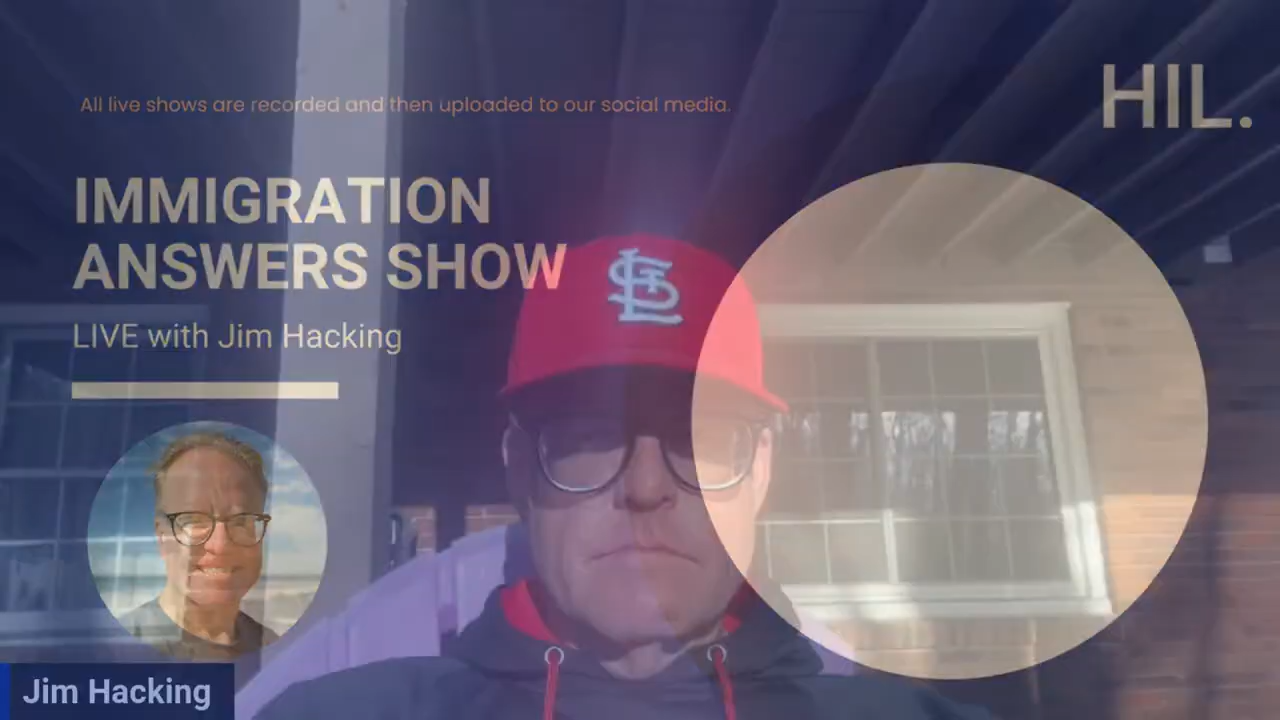 All live shows are recorded and then uploaded to our social media.
HIL.
IMMIGRATION
ANSWERS SHOW
LIVE with Jim Hacking
STL
Jim Hacking